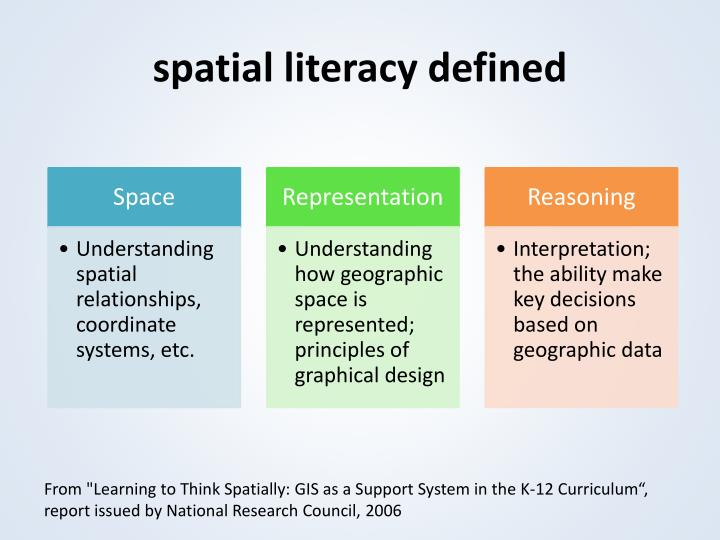 spatial literacy defined
Space
• Understanding
spatial
relationships,
coordinate
systems, etc.
Representation
• Understanding
how geographic
space is
represented;
principles of
graphical design
Reasoning
• Interpretation;
the ability make
key decisions
based on
geographic data
From "Learning to Think Spatially: GIS as a Support System in the K-12 Curriculum“,
report issued by National Research Council, 2006